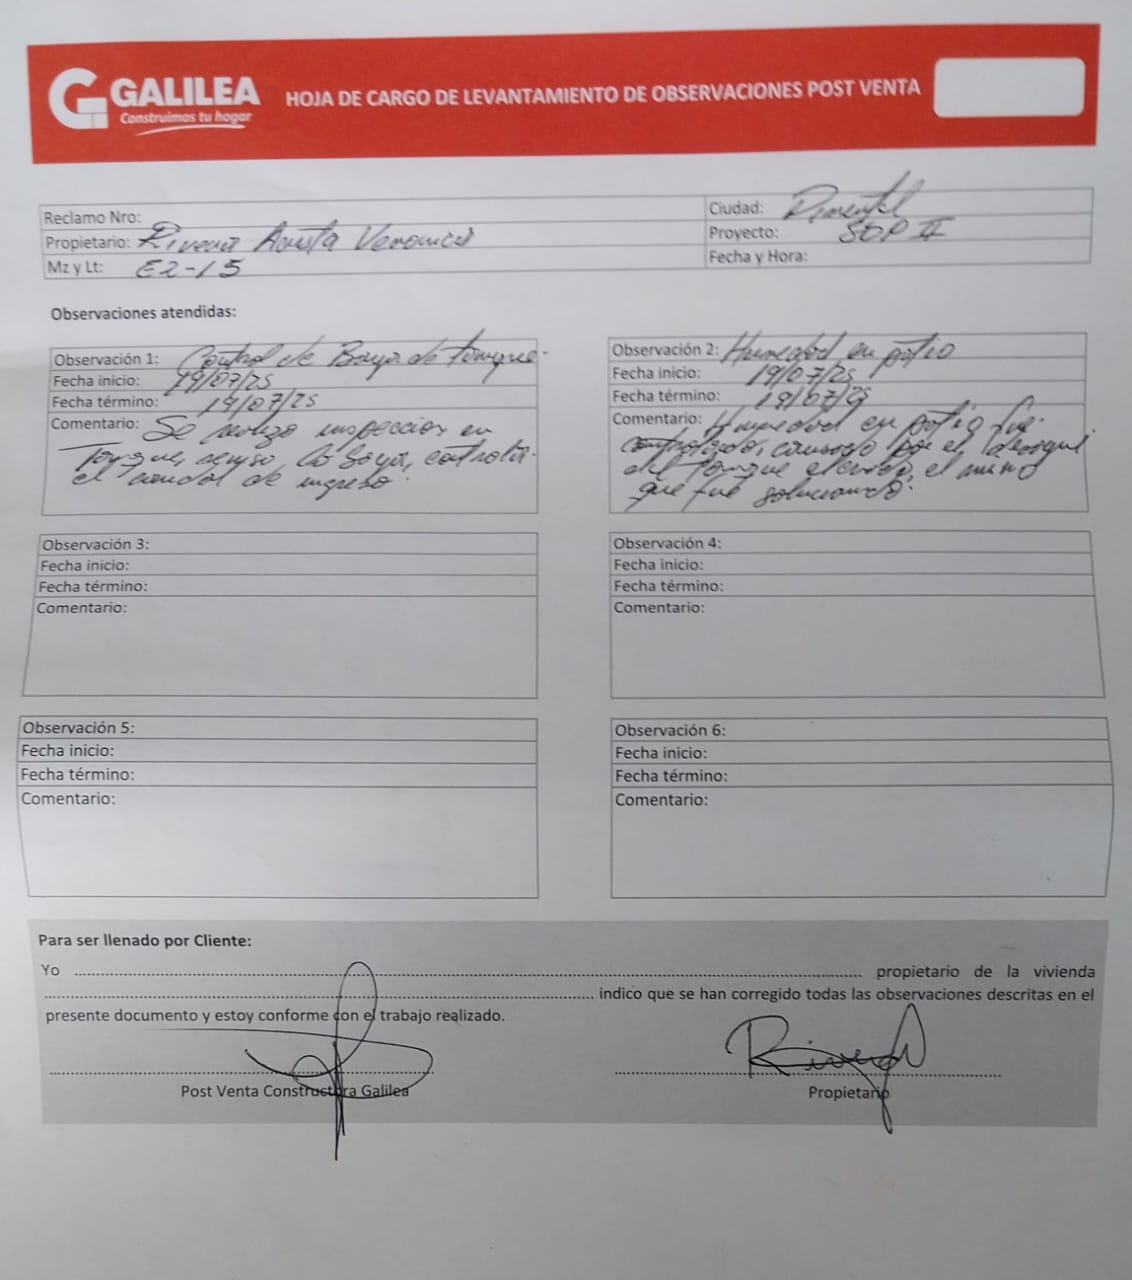 GALILEA
Construimos tu hogar
HOJA DE CARGO DE LEVANTAMIENTO DE OBSERVACIONES POST VENTA
Reclamo Nro:
Propietario: Rivera Acosta Veronica
Mz y Lt: E2-15
Ciudad: Pimentel
Proyecto: SDP II
Fecha y Hora:
Observaciones atendidas:
Observación 1: Control de Boya de tanque.
Fecha inicio: 19/07/25
Fecha término: 19/07/25
Comentario: Se realizo inspeccion en
Tanque, reviso la boya, controlar
el caudal de ingreso.
Observación 2: Humedad en patio
Fecha inicio: 19/07/25
Fecha término: 19/07/25
Comentario: Humedad en patio fue
controlado, causado por el
del Tanque elevado, el mismo
que fue solucionado.
Observación 3:
Fecha inicio:
Fecha término:
Comentario:
Observación 4:
Fecha inicio:
Fecha término:
Comentario:
Observación 5:
Fecha inicio:
Fecha término:
Comentario:
Observación 6:
Fecha inicio:
Fecha término:
Comentario:
Para ser llenado por Cliente:
Yo ........ propietario de la vivienda
........ indico que se han corregido todas las observaciones descritas en el
presente documento y estoy conforme con el trabajo realizado.
Post Venta Constructora Galilea
Propietario